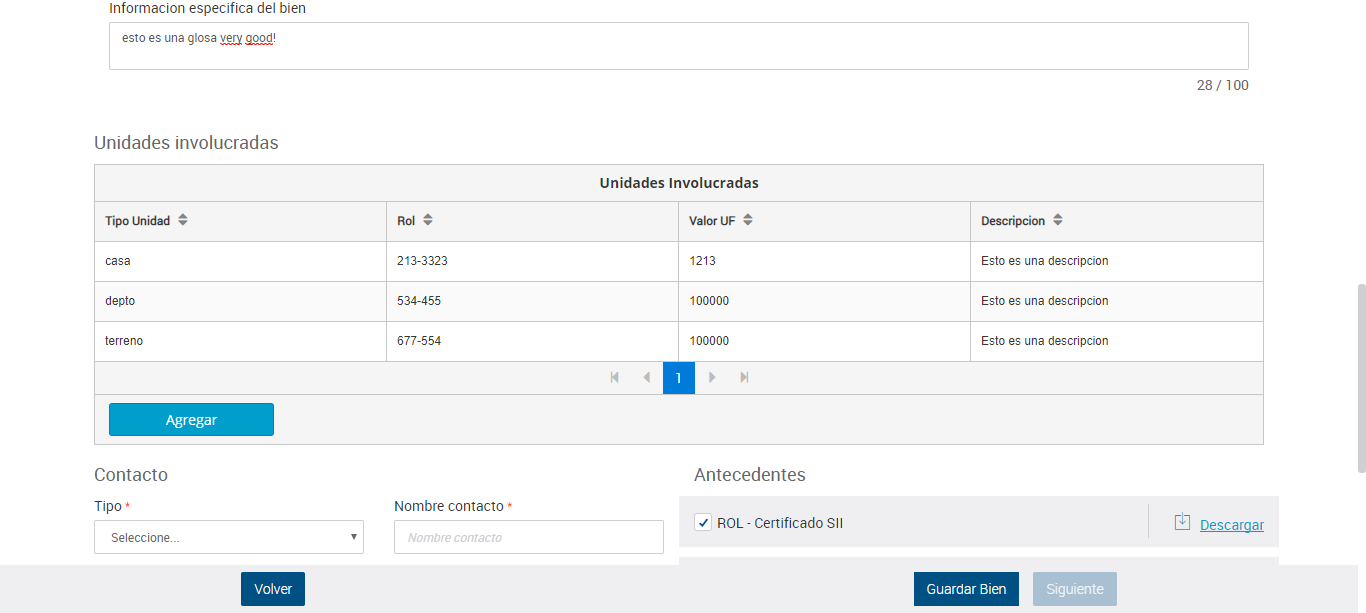 Informacion especifica del bien
esto es una glosa very good!
28 / 100
Unidades involucradas
Unidades Involucradas
Tipo Unidad Rol Valor UF Descripcion
casa 213-3323 1213 Esto es una descripcion
depto 534-455 100000 Esto es una descripcion
terreno 677-554 100000 Esto es una descripcion
1
Agregar
Contacto Antecedentes
Tipo * Nombre contacto *
ROL - Certificado SII Descargar
Seleccione... Nombre contacto
Volver Guardar Bien Siguiente